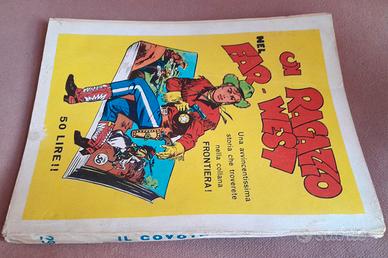 UN RAGAZZO
NEL
FAR-
WEST
Una avvincentissima
storia che troverete
nella collana
FRONTIERA!
50 LIRE!!
IL COYOTE